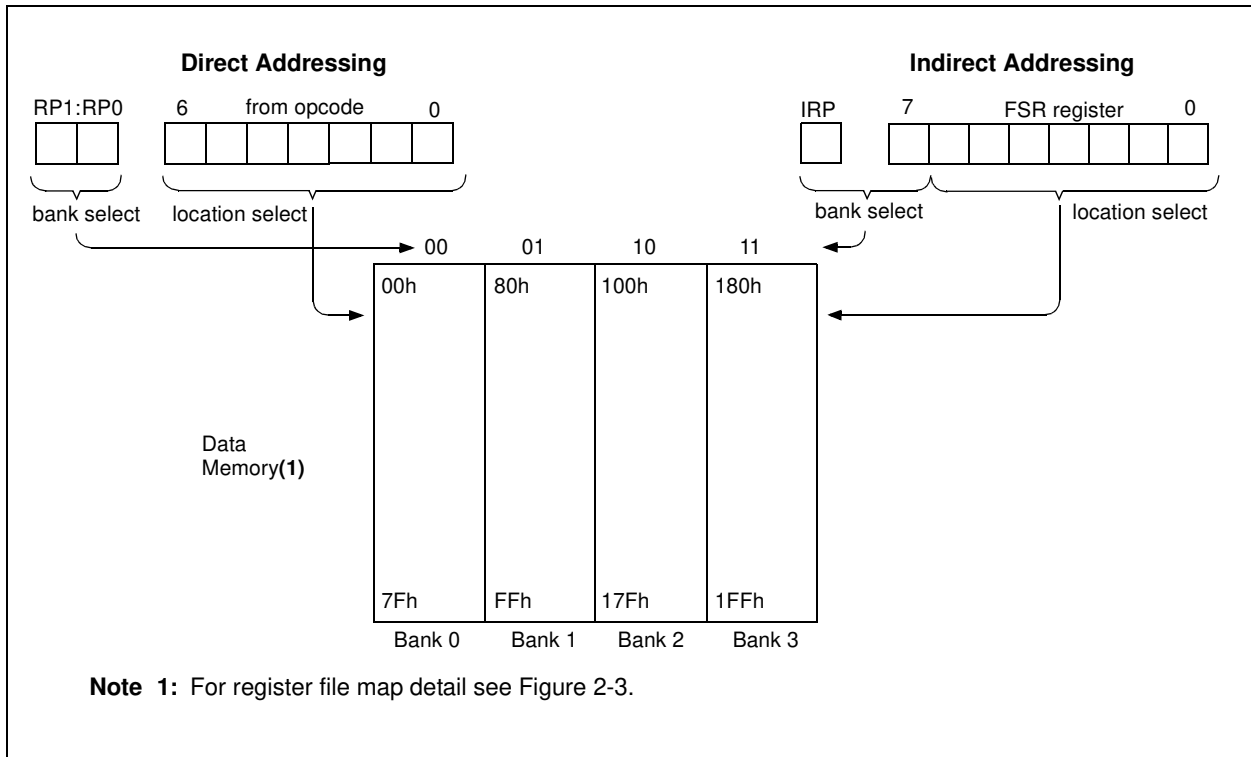 Direct Addressing
Indirect Addressing
RP1:RP0 6 from opcode 0
IRP 7 FSR register 0
bank select location select
bank select location select
00 01 10 11
00h 80h 100h 180h
Data
Memory(1)
7Fh FFh 17Fh 1FFh
Bank 0 Bank 1 Bank 2 Bank 3
Note 1: For register file map detail see Figure 2-3.